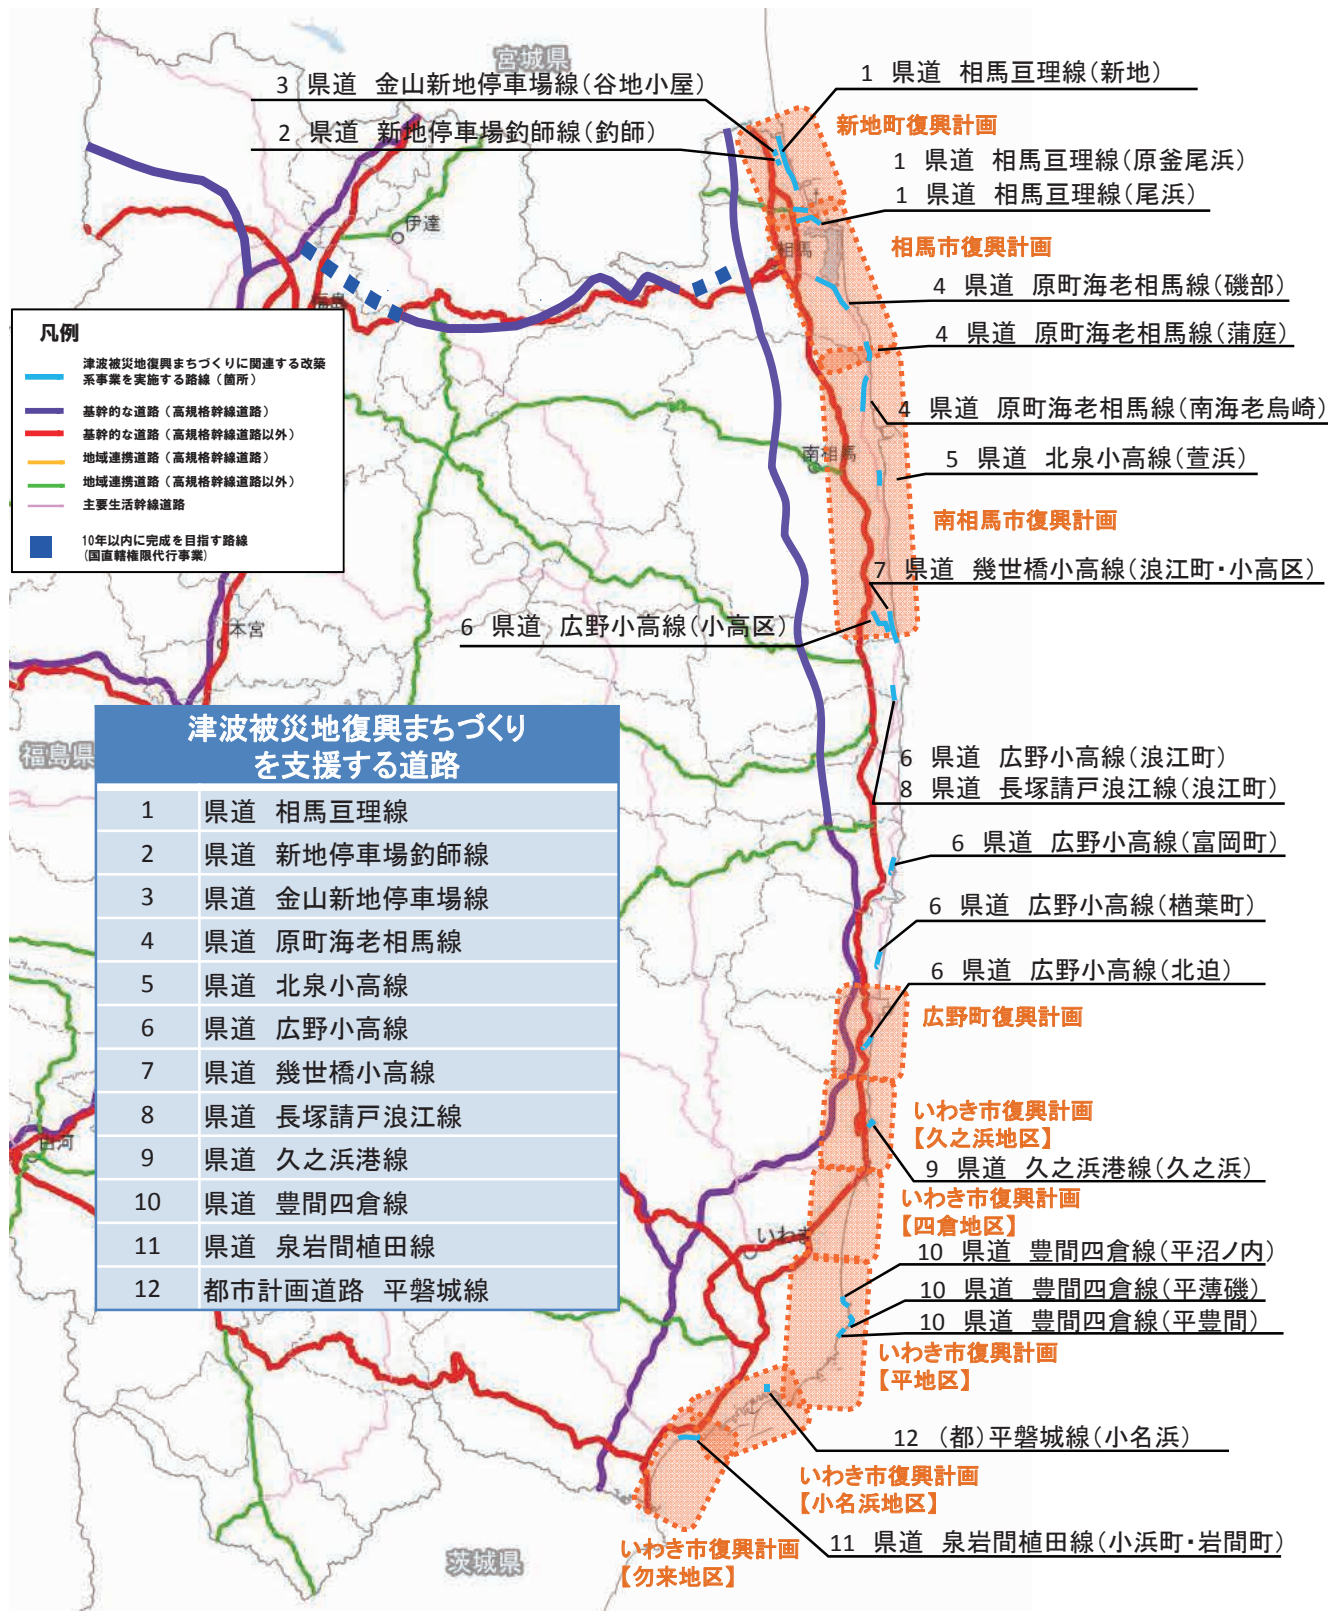 宮城県
3 県道 金山新地停車場線(谷地小屋)
1 県道 相馬亘理線(新地)
新地町復興計画
2 県道 新地停車場釣師線(釣師)
1 県道 相馬亘理線(原釜尾浜)
1 県道 相馬亘理線(尾浜)
伊達
相馬
相馬市復興計画
4 県道 原町海老相馬線(磯部)
福島
凡例
津波被災地復興まちづくりに関連する改築
系事業を実施する路線(箇所)
基幹的な道路(高規格幹線道路)
基幹的な道路(高規格幹線道路以外)
地域連携道路(高規格幹線道路)
地域連携道路(高規格幹線道路以外)
主要生活幹線道路
10年以内に完成を目指す路線
(国直轄権限代行事業)
4 県道 原町海老相馬線(蒲庭)
4 県道 原町海老相馬線(南海老烏崎)
南相馬
5 県道 北泉小高線(萱浜)
南相馬市復興計画
7 県道 幾世橋小高線(浪江町・小高区)
6 県道 広野小高線(小高区)
本宮
福島県
津波被災地復興まちづくり
を支援する道路
1 県道 相馬亘理線
2 県道 新地停車場釣師線
3 県道 金山新地停車場線
4 県道 原町海老相馬線
5 県道 北泉小高線
6 県道 広野小高線
7 県道 幾世橋小高線
8 県道 長塚請戸浪江線
9 県道 久之浜港線
10 県道 豊間四倉線
11 県道 泉岩間植田線
12 都市計画道路 平磐城線
6 県道 広野小高線(浪江町)
8 県道 長塚請戸浪江線(浪江町)
6 県道 広野小高線(富岡町)
6 県道 広野小高線(楢葉町)
6 県道 広野小高線(北迫)
広野町復興計画
いわき市復興計画
【久之浜地区】
9 県道 久之浜港線(久之浜)
白河
いわき市復興計画
【四倉地区】
いわき
10 県道 豊間四倉線(平沼ノ内)
10 県道 豊間四倉線(平薄磯)
10 県道 豊間四倉線(平豊間)
いわき市復興計画
【平地区】
12 (都)平磐城線(小名浜)
いわき市復興計画
【小名浜地区】
11 県道 泉岩間植田線(小浜町・岩間町)
いわき市復興計画
【勿来地区】
茨城県